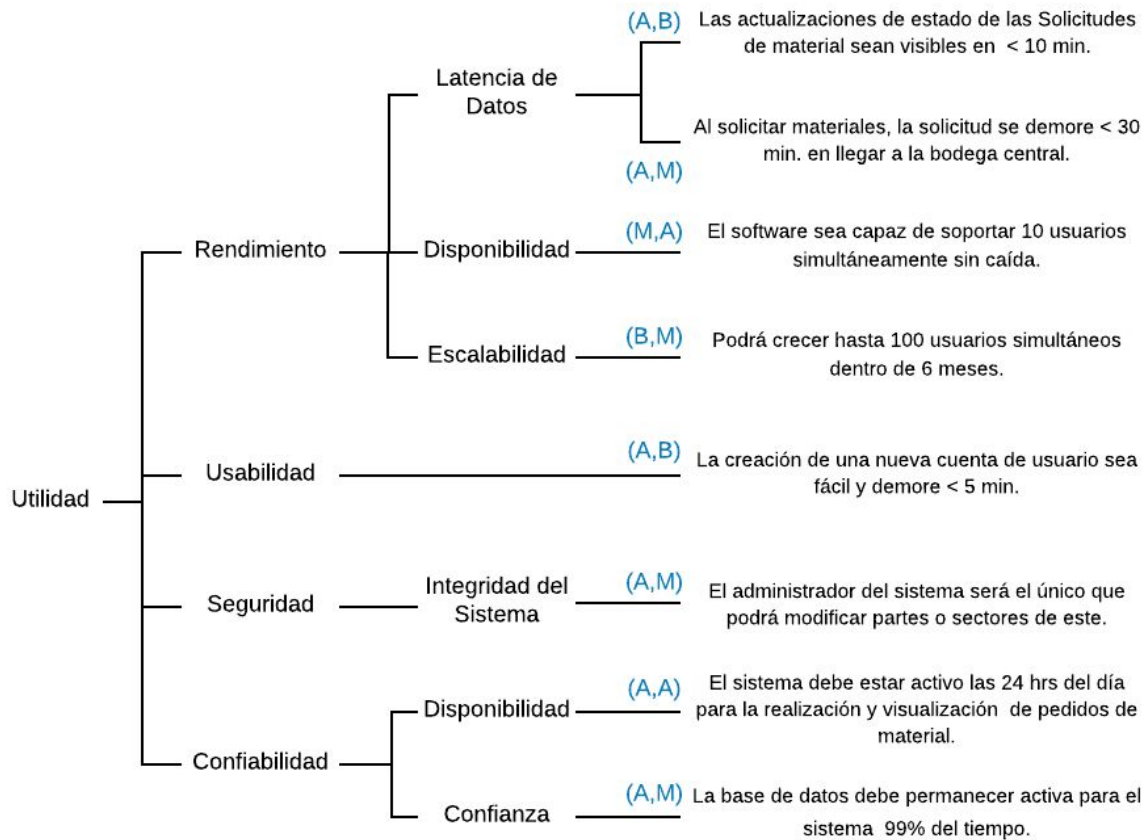 Utilidad
Rendimiento
Latencia de
Datos
(A,B)
Las actualizaciones de estado de las Solicitudes
de material sean visibles en < 10 min.
Al solicitar materiales, la solicitud se demore < 30
min. en llegar a la bodega central.
(A,M)
Disponibilidad
(M,A)
El software sea capaz de soportar 10 usuarios
simultáneamente sin caída.
Escalabilidad
(B,M)
Podrá crecer hasta 100 usuarios simultáneos
dentro de 6 meses.
Usabilidad
(A,B)
La creación de una nueva cuenta de usuario sea
fácil y demore < 5 min.
Seguridad
Integridad del
Sistema
(A,M)
El administrador del sistema será el único que
podrá modificar partes o sectores de este.
Confiabilidad
Disponibilidad
(A,A)
El sistema debe estar activo las 24 hrs del día
para la realización y visualización de pedidos de
material.
Confianza
(A,M)
La base de datos debe permanecer activa para el
sistema 99% del tiempo.